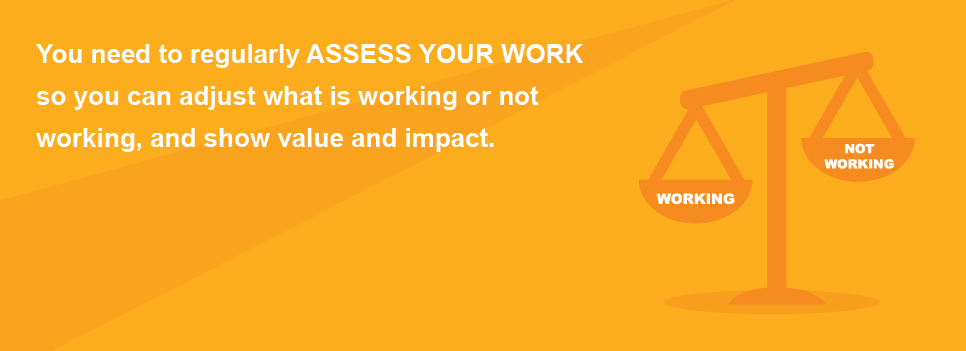 You need to regularly ASSESS YOUR WORK
so you can adjust what is working or not
working, and show value and impact.
WORKING
NOT
WORKING